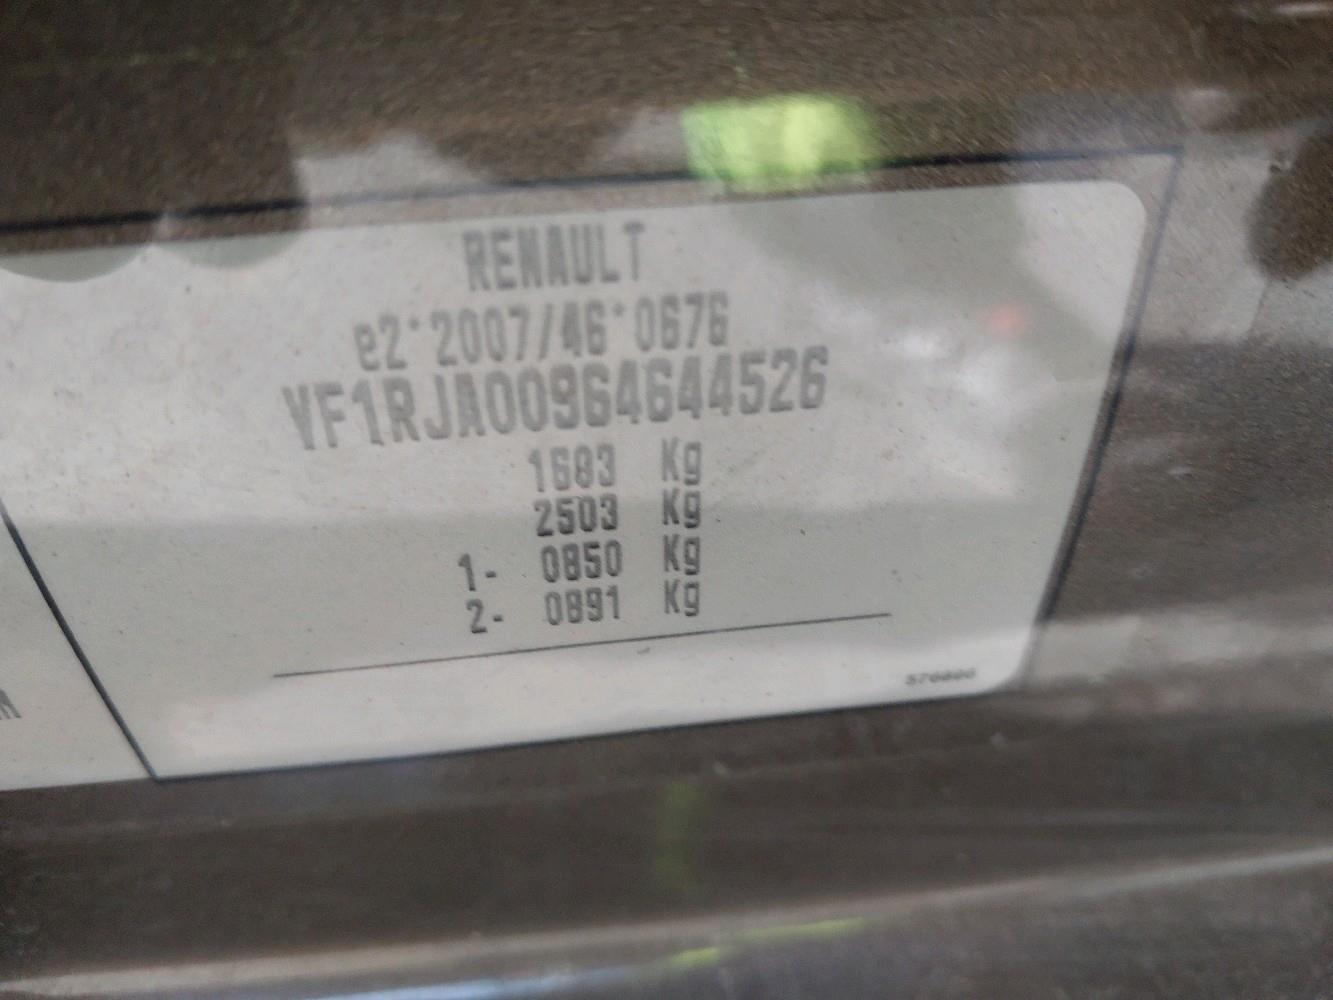 RENAULT
e2*2007/46*0676
VF1RJA00964644526
1683 Kg
2503 Kg
1- 0850 Kg
2- 0891 Kg